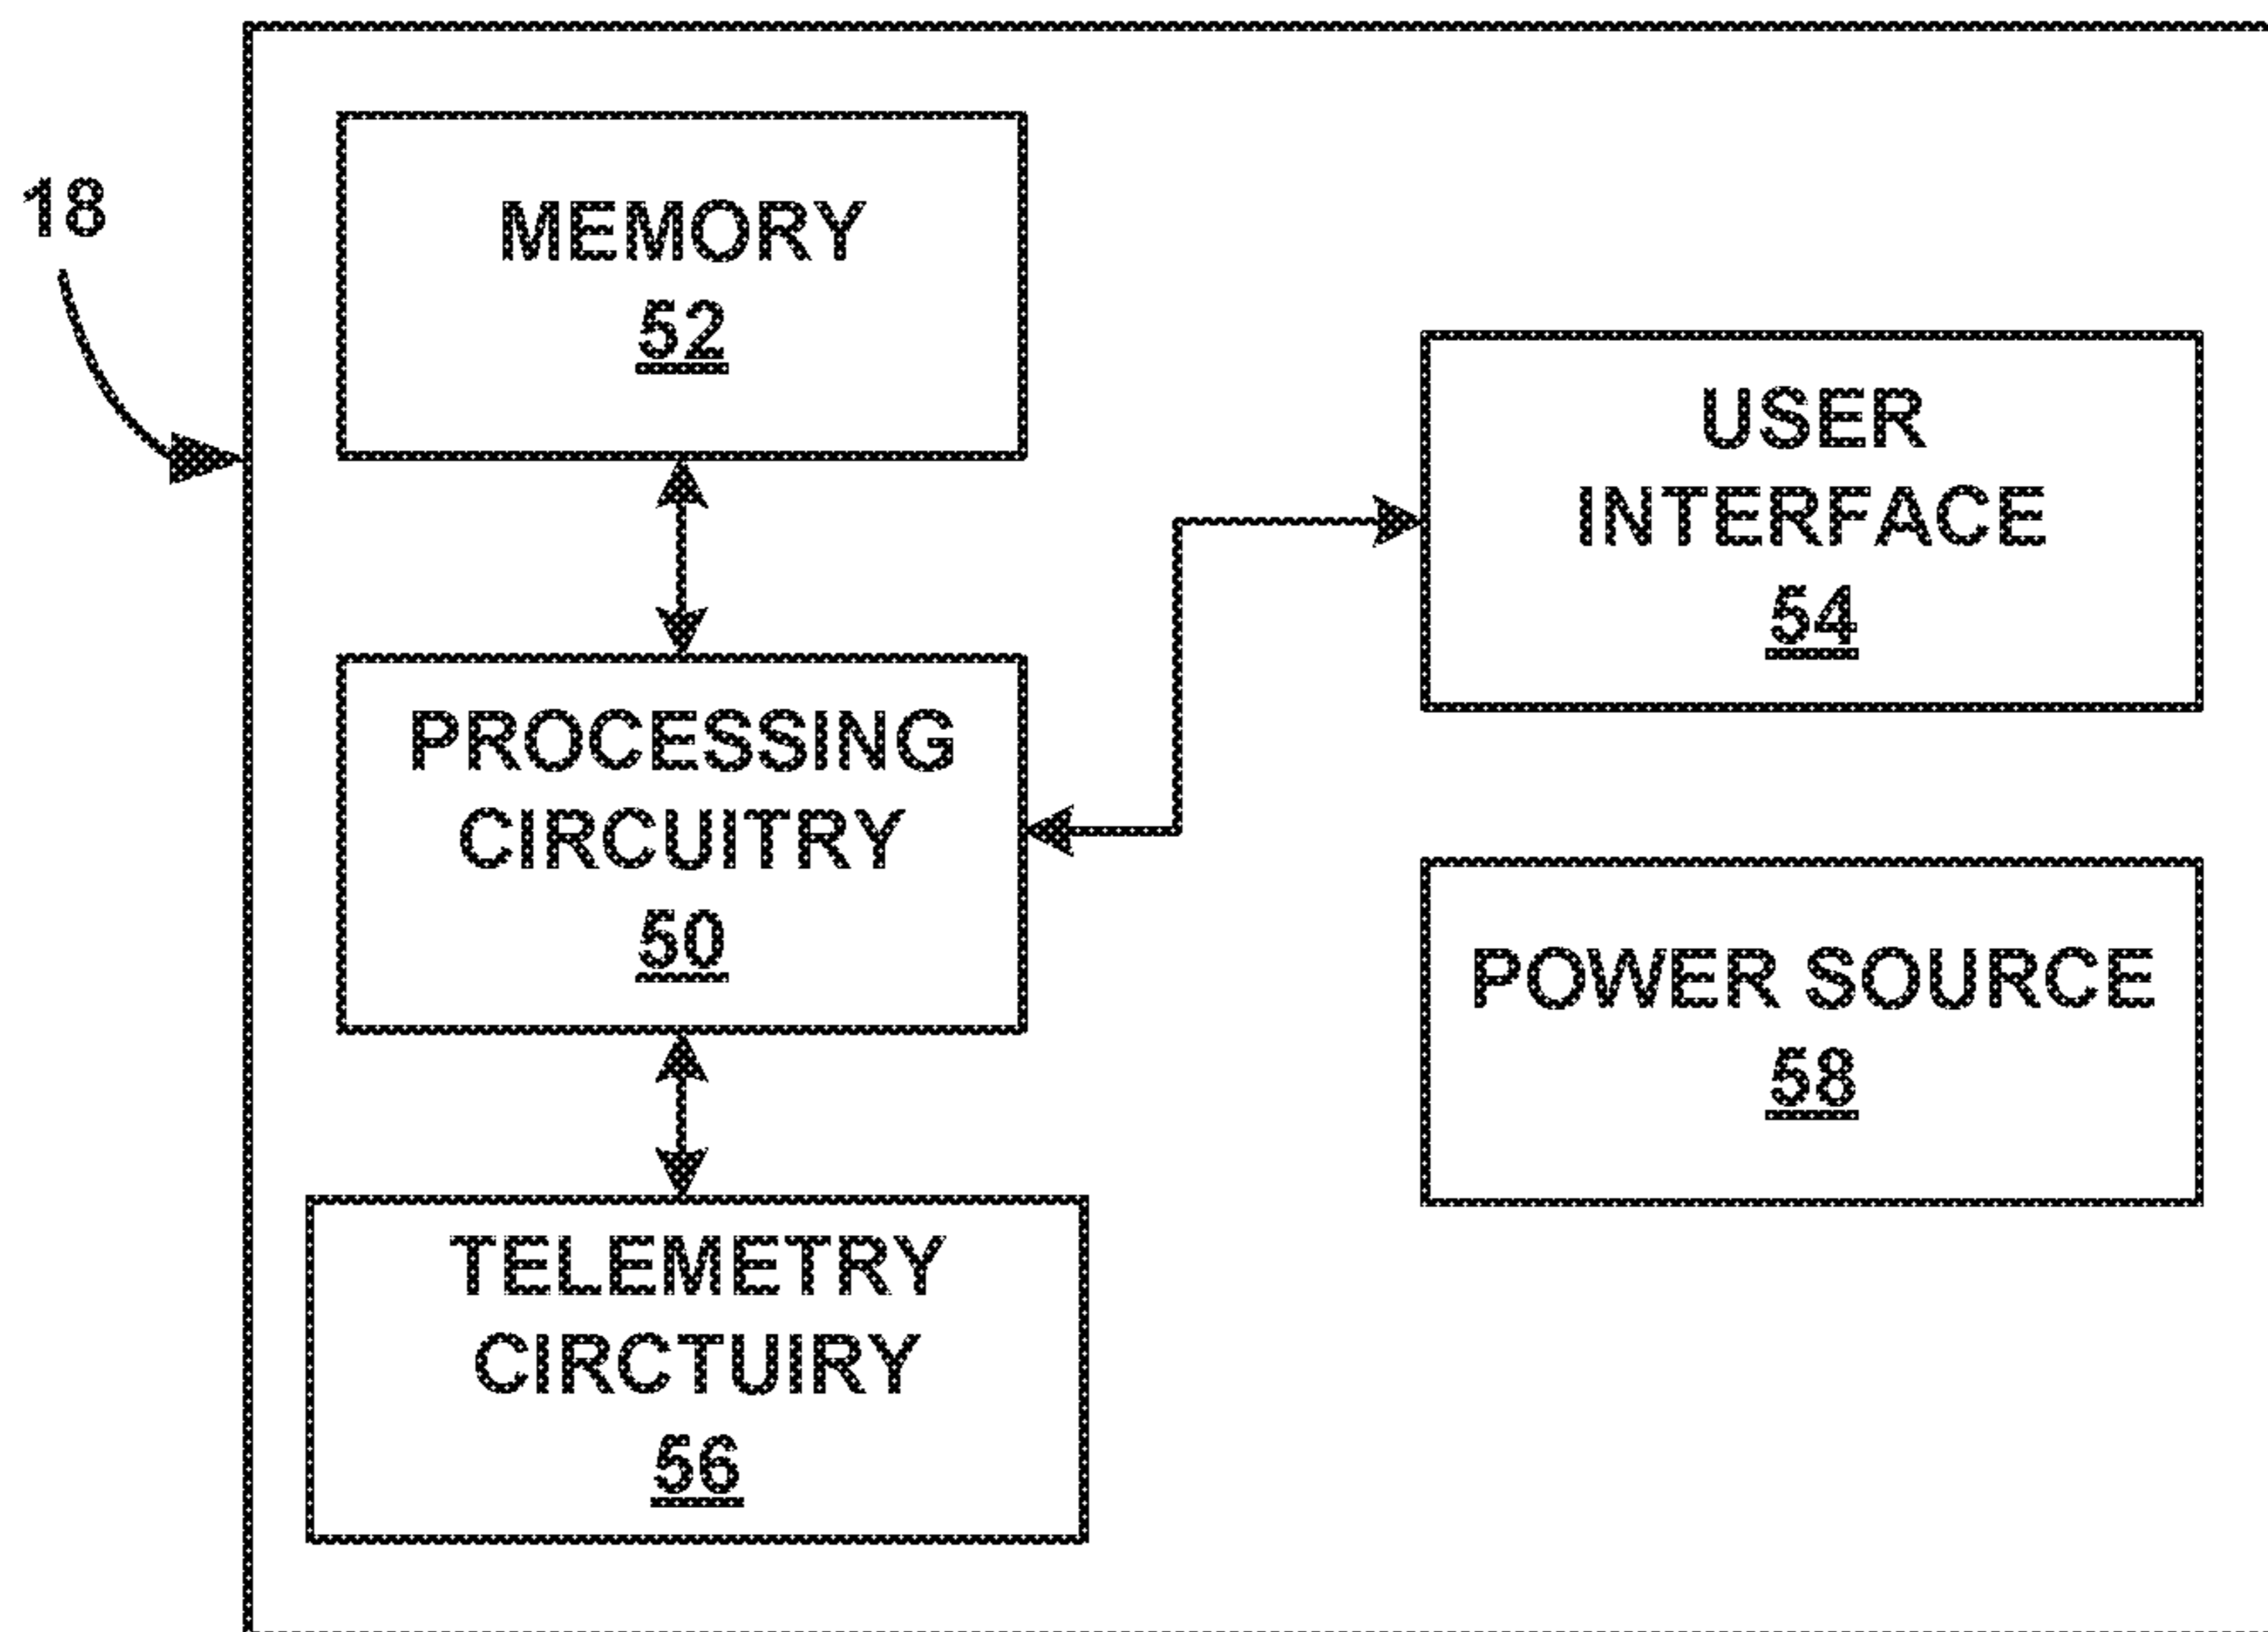 18
MEMORY
52
USER
INTERFACE
54
PROCESSING
CIRCUITRY
50
POWER SOURCE
58
TELEMETRY
CIRCTUIRY
56